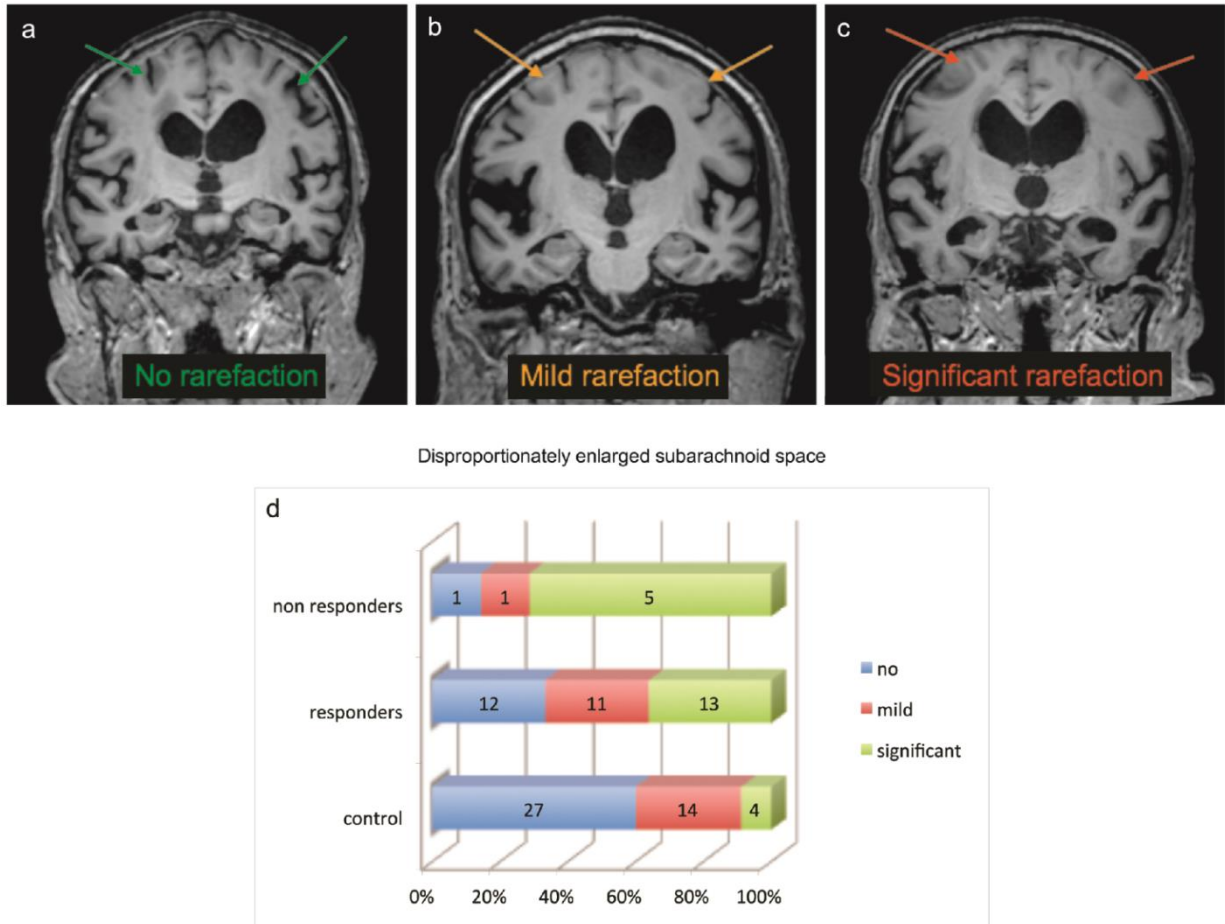 a
b
c
No rarefaction
Mild rarefaction
Significant rarefaction
Disproportionately enlarged subarachnoid space
d
non responders
1 1 5
responders
12 11 13
control
27 14 4
no
mild
significant
0% 20% 40% 60% 80% 100%